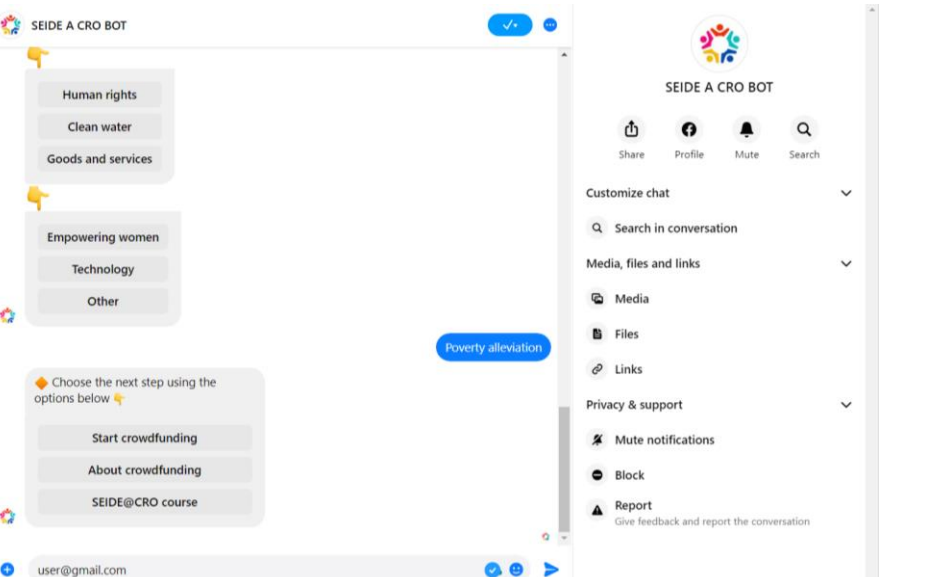 SEIDE A CRO BOT
Human rights
Clean water
Goods and services
Empowering women
Technology
Other
Poverty alleviation
Choose the next step using the
options below
Start crowdfunding
About crowdfunding
SEIDE@CRO course
user@gmail.com
SEIDE A CRO BOT
Share
Profile
Mute
Search
Customize chat
Search in conversation
Media, files and links
Media
Files
Links
Privacy & support
Mute notifications
Block
Report
Give feedback and report the conversation